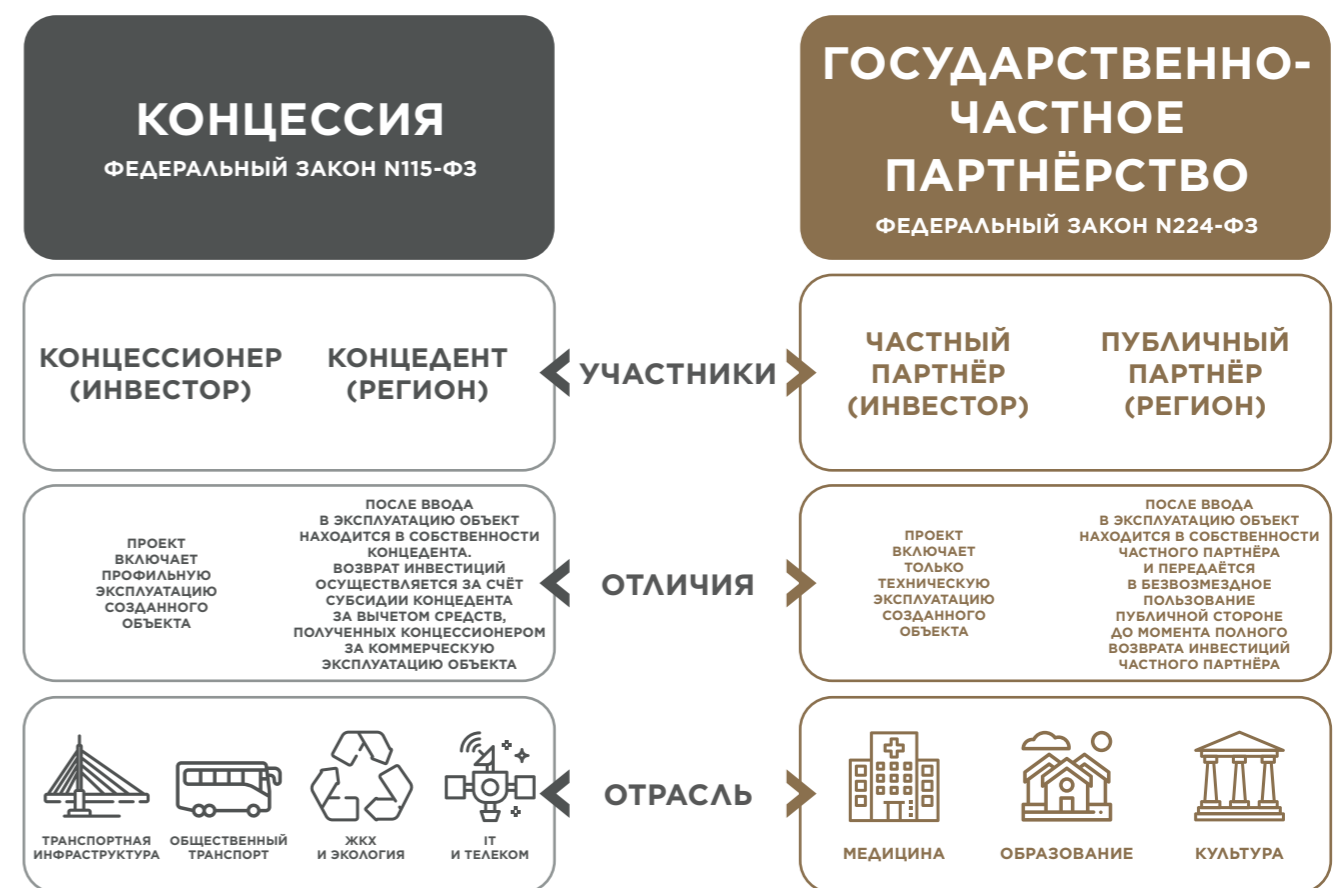 КОНЦЕССИЯ
ФЕДЕРАЛЬНЫЙ ЗАКОН N115-ФЗ
ГОСУДАРСТВЕННО-
ЧАСТНОЕ
ПАРТНЁРСТВО
ФЕДЕРАЛЬНЫЙ ЗАКОН N224-ФЗ
КОНЦЕССИОНЕР
(ИНВЕСТОР)
КОНЦЕДЕНТ
(РЕГИОН)
УЧАСТНИКИ
ЧАСТНЫЙ
ПАРТНЁР
(ИНВЕСТОР)
ПУБЛИЧНЫЙ
ПАРТНЁР
(РЕГИОН)
ПРОЕКТ
ВКЛЮЧАЕТ
ПРОФИЛЬНУЮ
ЭКСПЛУАТАЦИЮ
СОЗДАННОГО
ОБЪЕКТА
ПОСЛЕ ВВОДА
В ЭКСПЛУАТАЦИЮ ОБЪЕКТ
НАХОДИТСЯ В СОБСТВЕННОСТИ
КОНЦЕДЕНТА.
ВОЗВРАТ ИНВЕСТИЦИЙ
ОСУЩЕСТВЛЯЕТСЯ ЗА СЧЁТ
СУБСИДИИ КОНЦЕДЕНТА
ЗА ВЫЧЕТОМ СРЕДСТВ,
ПОЛУЧЕННЫХ КОНЦЕССИОНЕРОМ
ЗА КОММЕРЧЕСКУЮ
ЭКСПЛУАТАЦИЮ ОБЪЕКТА
ОТЛИЧИЯ
ПРОЕКТ
ВКЛЮЧАЕТ
ТОЛЬКО
ТЕХНИЧЕСКУЮ
ЭКСПЛУАТАЦИЮ
СОЗДАННОГО
ОБЪЕКТА
ПОСЛЕ ВВОДА
В ЭКСПЛУАТАЦИЮ ОБЪЕКТ
НАХОДИТСЯ В СОБСТВЕННОСТИ
ЧАСТНОГО ПАРТНЁРА
И ПЕРЕДАЁТСЯ
В БЕЗВОЗМЕЗДНОЕ
ПОЛЬЗОВАНИЕ
ПУБЛИЧНОЙ СТОРОНЕ
ДО МОМЕНТА ПОЛНОГО
ВОЗВРАТА ИНВЕСТИЦИЙ
ЧАСТНОГО ПАРТНЁРА
ТРАНСПОРТНАЯ
ИНФРАСТРУКТУРА
ОБЩЕСТВЕННЫЙ
ТРАНСПОРТ
ЖКХ
И ЭКОЛОГИЯ
IT
И ТЕЛЕКОМ
ОТРАСЛЬ
МЕДИЦИНА
ОБРАЗОВАНИЕ
КУЛЬТУРА